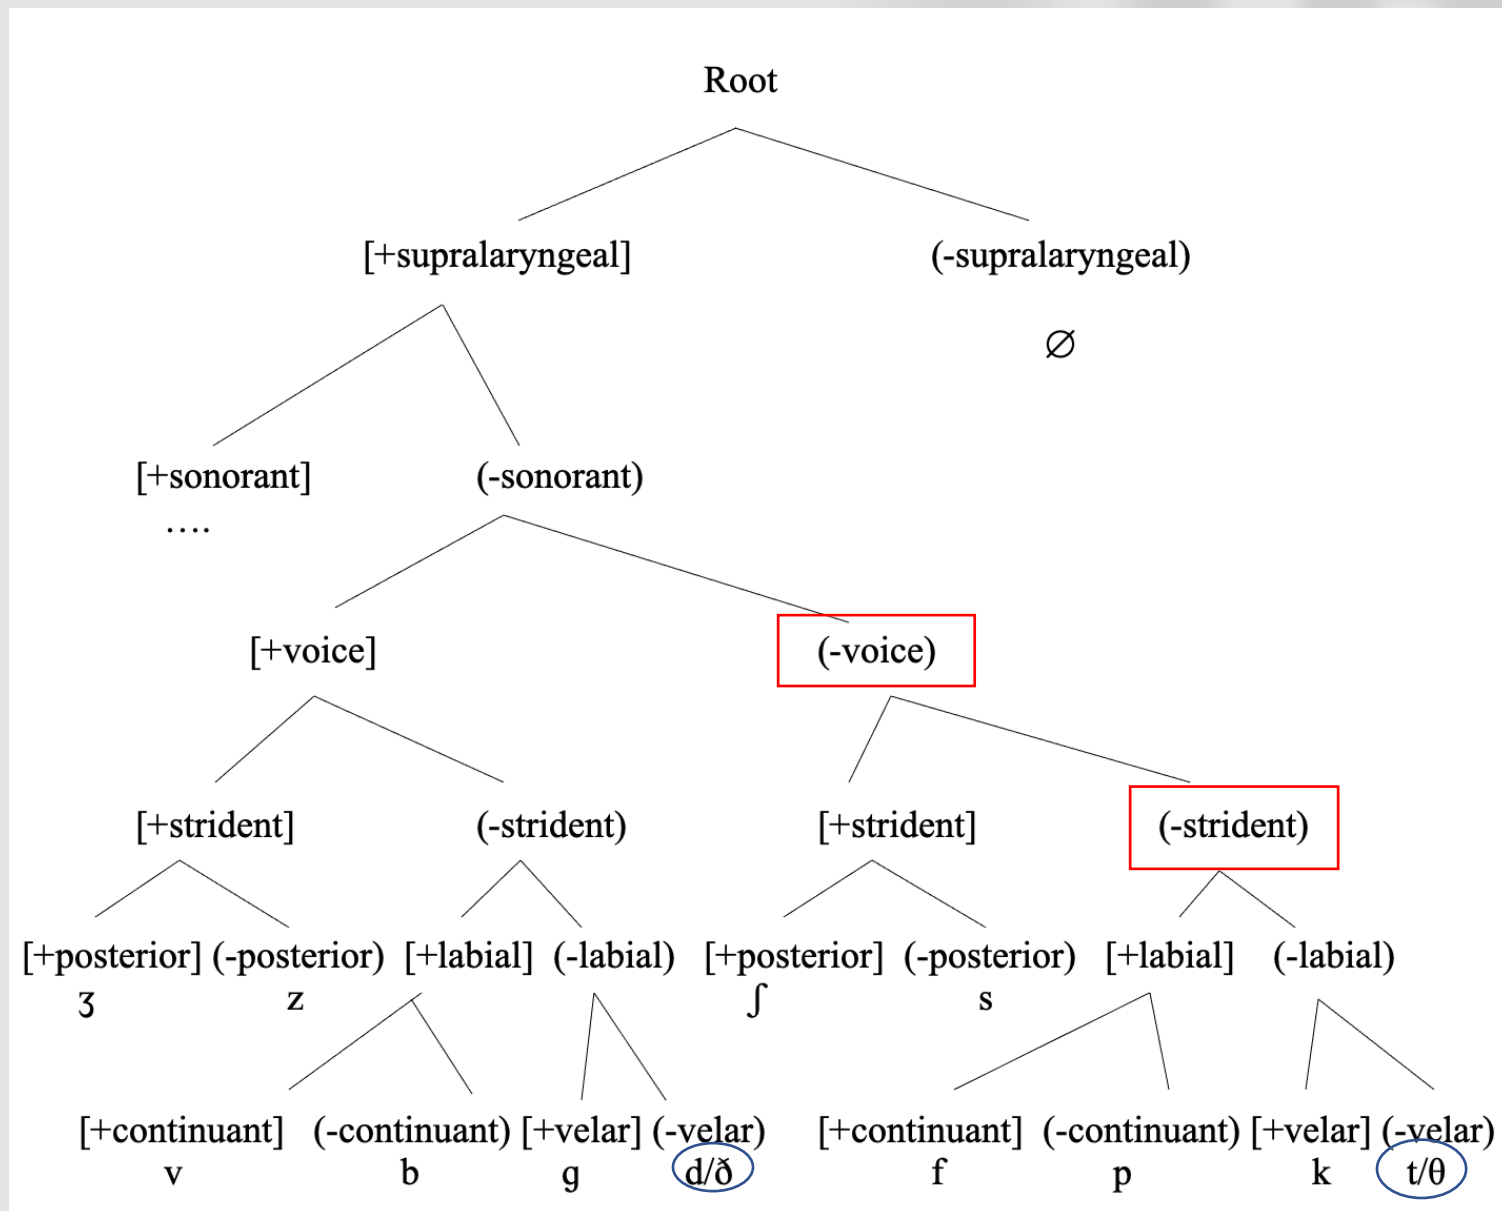 Root
[+supralaryngeal] (-supralaryngeal)
∅
[+sonorant] (-sonorant)
....
[+voice] (-voice)
[+strident] (-strident) [+strident] (-strident)
[+posterior] (-posterior) [+labial] (-labial) [+posterior] (-posterior) [+labial] (-labial)
ʒ z ʃ s
[+continuant] (-continuant) [+velar] (-velar) [+continuant] (-continuant) [+velar] (-velar)
v b g d/ð f p k t/θ